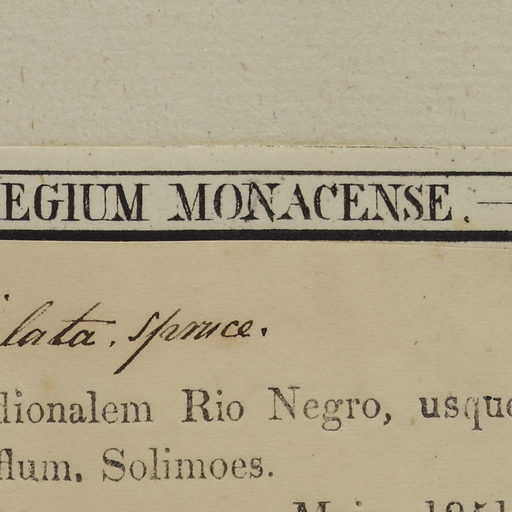 EGIUM MONACENSE.
lata. spruce.
dionalem Rio Negro, usque
flum. Solimoes.